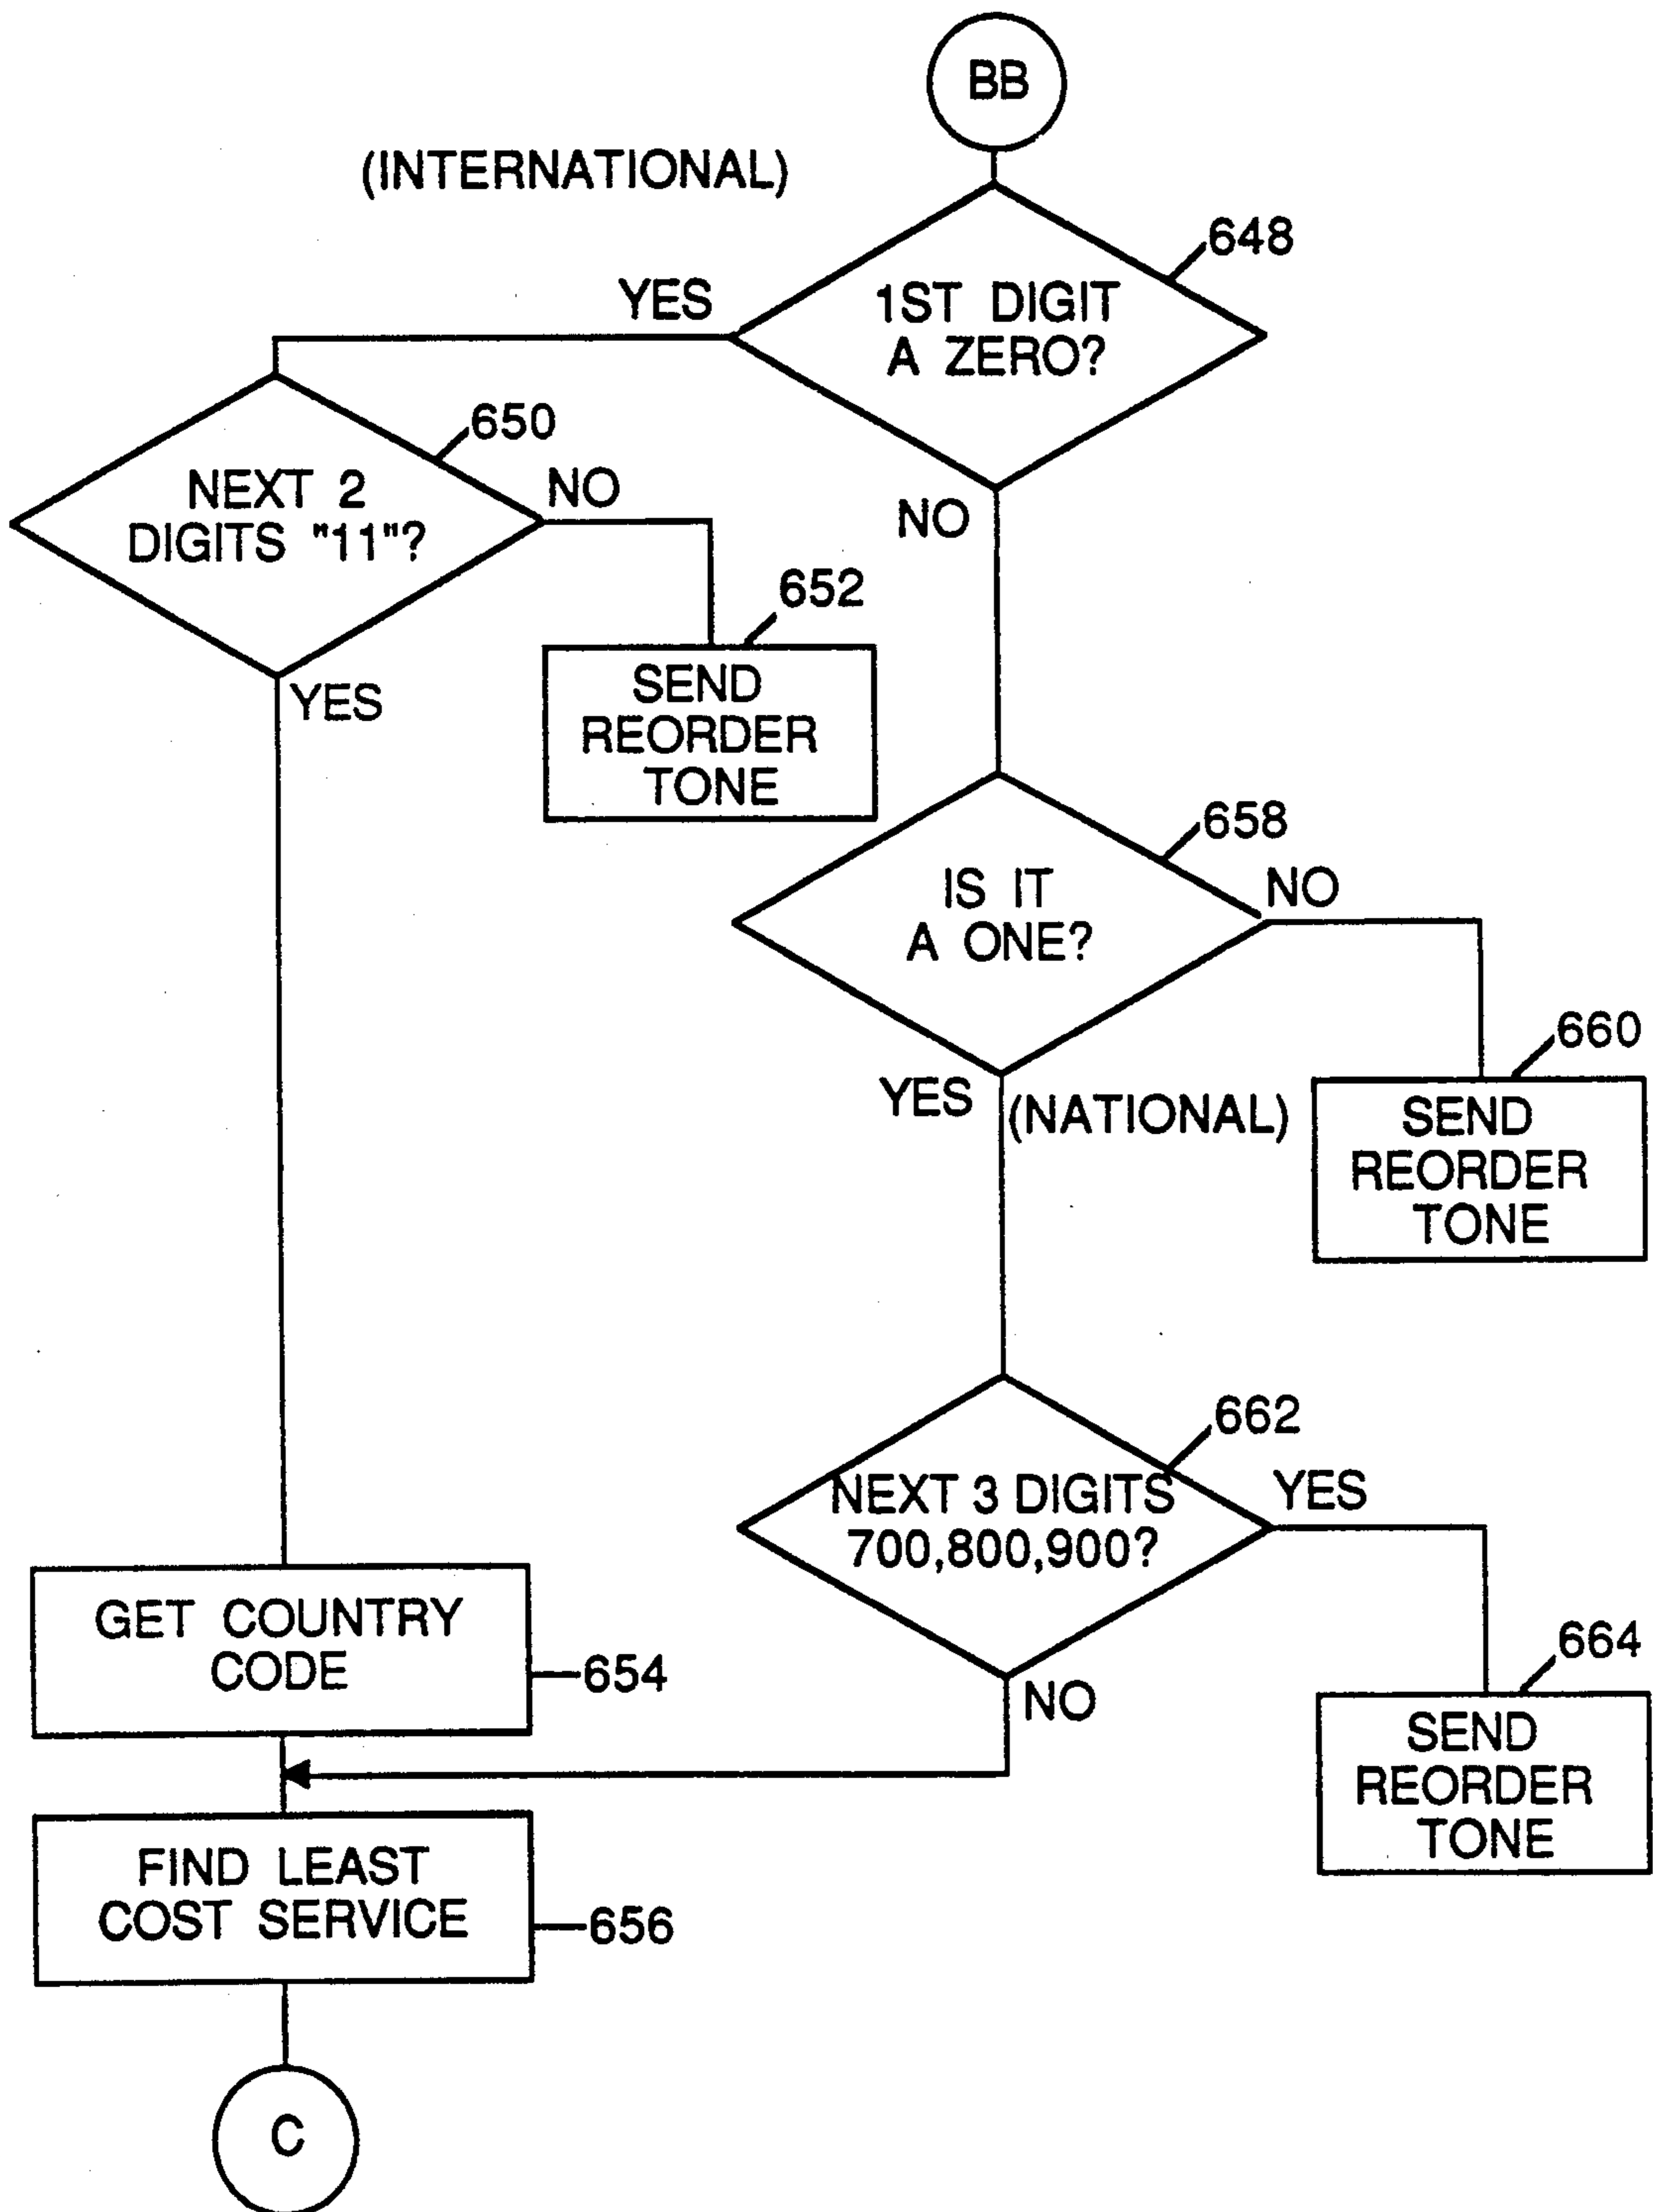 BB
(INTERNATIONAL)
648
YES
1ST DIGIT
A ZERO?
650
NEXT 2
DIGITS "11"?
NO
NO
652
YES
SEND
REORDER
TONE
658
IS IT
A ONE?
NO
660
YES
(NATIONAL)
SEND
REORDER
TONE
662
NEXT 3 DIGITS
700,800,900?
YES
GET COUNTRY
CODE
654
NO
664
SEND
REORDER
TONE
FIND LEAST
COST SERVICE
656
C